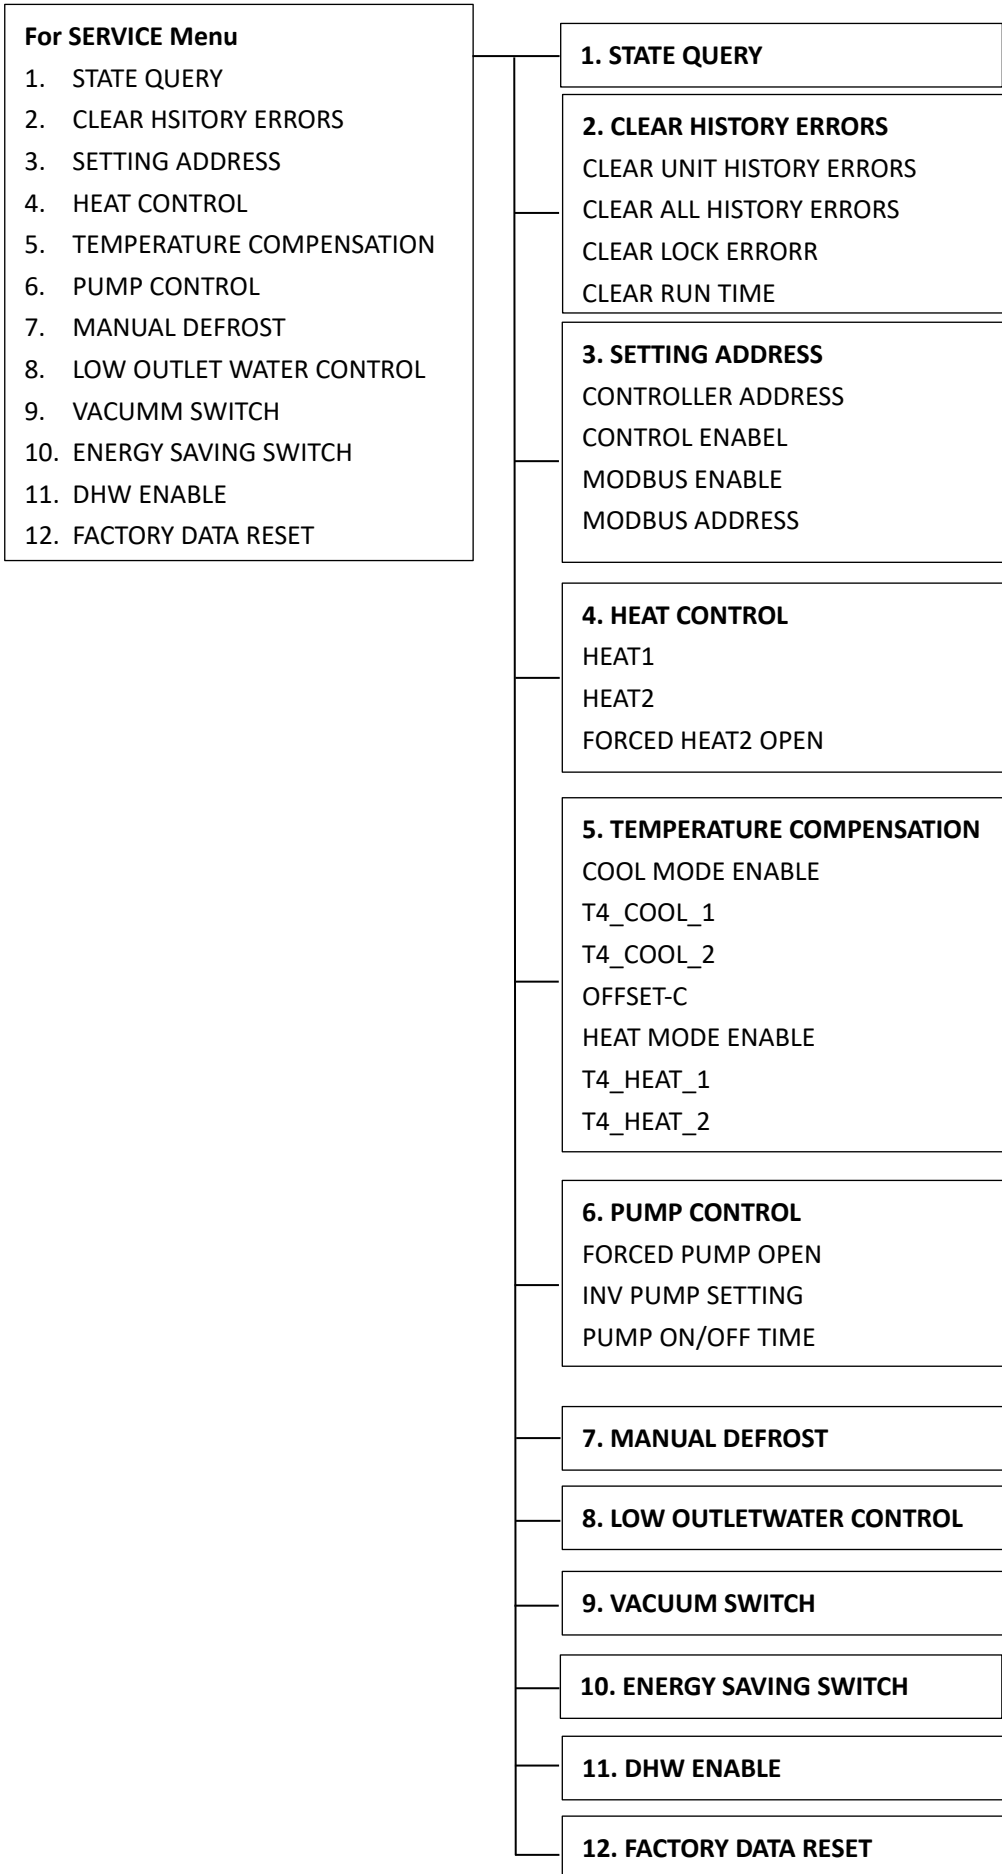 For SERVICE Menu
1. STATE QUERY
2. CLEAR HSITORY ERRORS
3. SETTING ADDRESS
4. HEAT CONTROL
5. TEMPERATURE COMPENSATION
6. PUMP CONTROL
7. MANUAL DEFROST
8. LOW OUTLET WATER CONTROL
9. VACUMM SWITCH
10. ENERGY SAVING SWITCH
11. DHW ENABLE
12. FACTORY DATA RESET
1. STATE QUERY
2. CLEAR HISTORY ERRORS
CLEAR UNIT HISTORY ERRORS
CLEAR ALL HISTORY ERRORS
CLEAR LOCK ERRORR
CLEAR RUN TIME
3. SETTING ADDRESS
CONTROLLER ADDRESS
CONTROL ENABEL
MODBUS ENABLE
MODBUS ADDRESS
4. HEAT CONTROL
HEAT1
HEAT2
FORCED HEAT2 OPEN
5. TEMPERATURE COMPENSATION
COOL MODE ENABLE
T4_COOL_1
T4_COOL_2
OFFSET-C
HEAT MODE ENABLE
T4_HEAT_1
T4_HEAT_2
6. PUMP CONTROL
FORCED PUMP OPEN
INV PUMP SETTING
PUMP ON/OFF TIME
7. MANUAL DEFROST
8. LOW OUTLETWATER CONTROL
9. VACUUM SWITCH
10. ENERGY SAVING SWITCH
11. DHW ENABLE
12. FACTORY DATA RESET